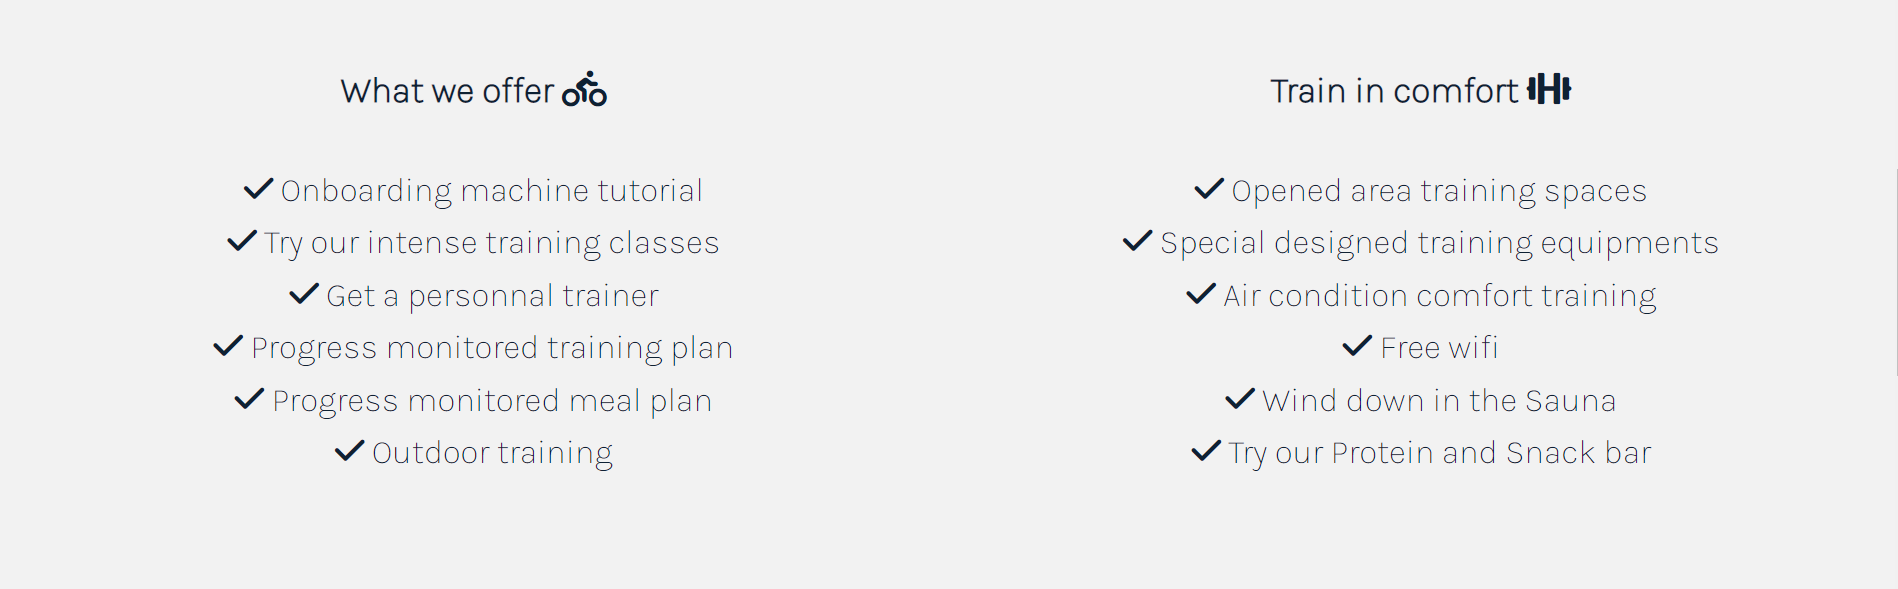 What we offer
Onboarding machine tutorial
Try our intense training classes
Get a personnal trainer
Progress monitored training plan
Progress monitored meal plan
Outdoor training
Train in comfort
Opened area training spaces
Special designed training equipments
Air condition comfort training
Free wifi
Wind down in the Sauna
Try our Protein and Snack bar